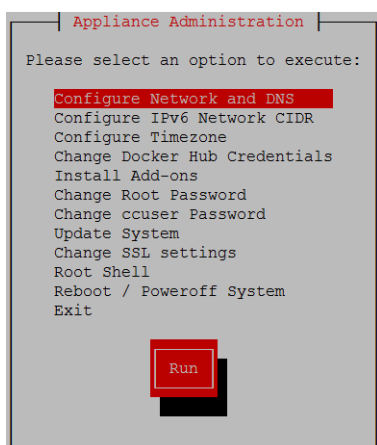 Appliance Administration
Please select an option to execute:
Configure Network and DNS
Configure IPv6 Network CIDR
Configure Timezone
Change Docker Hub Credentials
Install Add-ons
Change Root Password
Change ccuser Password
Update System
Change SSL settings
Root Shell
Reboot / Poweroff System
Exit
Run